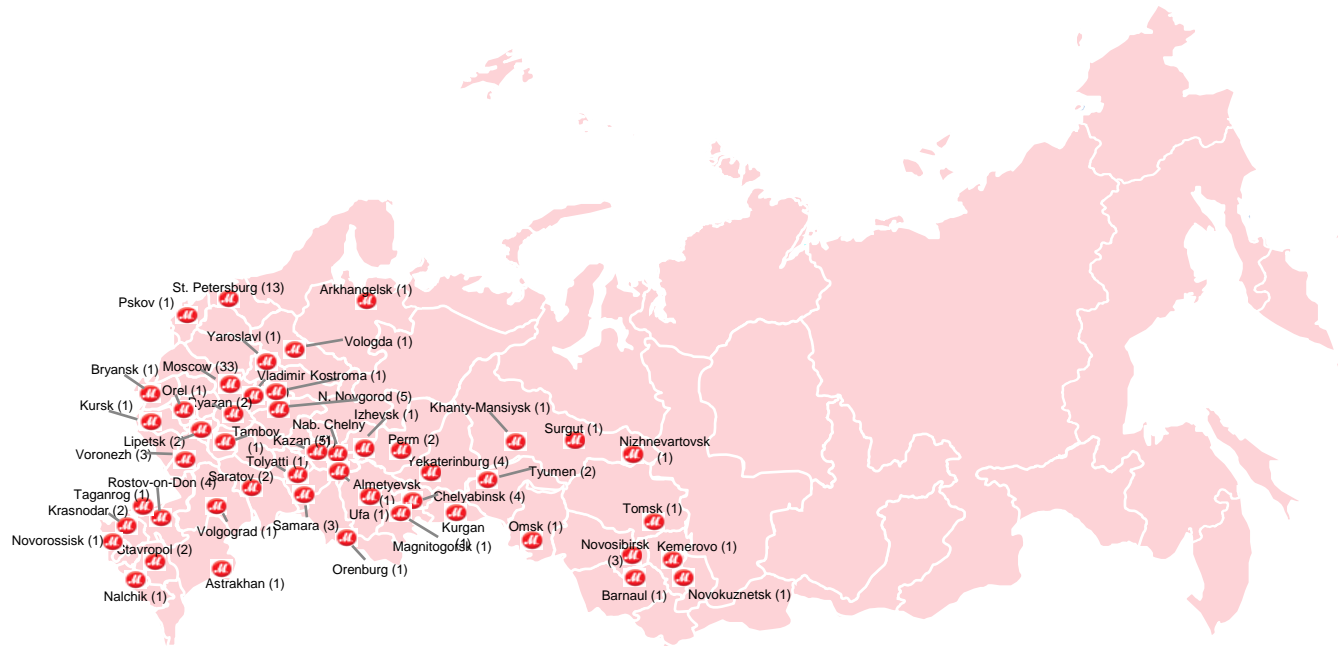 St. Petersburg (13)
Arkhangelsk (1)
Pskov (1)
Yaroslavl (1)
Vologda (1)
Moscow (33)
Bryansk (1)
Vladimir
Kostroma (1)
Orel (1)
Ryazan (2)
N. Novgorod (5)
Kursk (1)
Izhevsk (1)
Khanty-Mansiysk (1)
Nab. Chelny
Surgut (1)
Tambov
(1)
Lipetsk (2)
Kazan (5)
Perm (2)
Nizhnevartovsk
(1)
Voronezh (3)
Tolyatti (1)
Yekaterinburg (4)
Tyumen (2)
Saratov (2)
Rostov-on-Don (4)
Almetyevsk
(1)
Taganrog (1)
Chelyabinsk (4)
Krasnodar (2)
Ufa (1)
Tomsk (1)
Samara (3)
Volgograd (1)
Kurgan
(1)
Omsk (1)
Novorossisk (1)
Magnitogorsk (1)
Stavropol (2)
Novosibirsk
(3)
Kemerovo (1)
Orenburg (1)
Astrakhan (1)
Nalchik (1)
Barnaul (1)
Novokuznetsk (1)